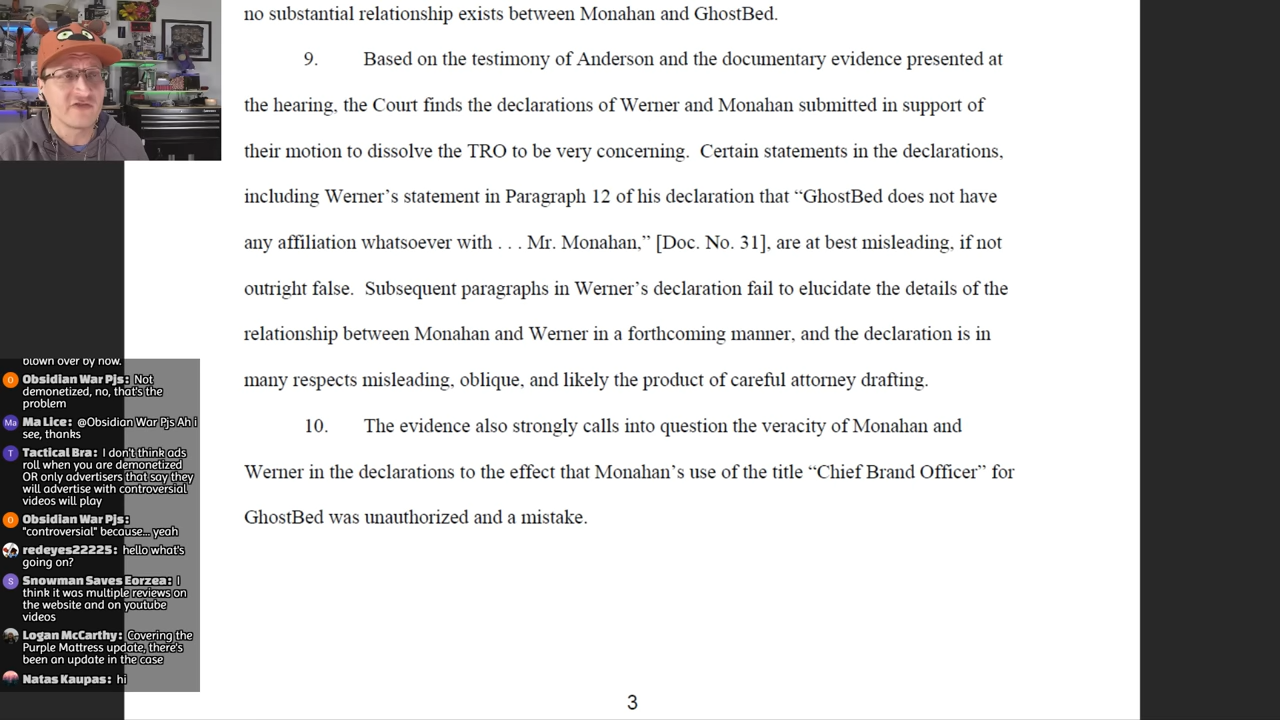 no substantial relationship exists between Monahan and GhostBed.
9. Based on the testimony of Anderson and the documentary evidence presented at
the hearing, the Court finds the declarations of Werner and Monahan submitted in support of
their motion to dissolve the TRO to be very concerning. Certain statements in the declarations,
including Werner’s statement in Paragraph 12 of his declaration that “GhostBed does not have
any affiliation whatsoever with . . . Mr. Monahan,” [Doc. No. 31], are at best misleading, if not
outright false. Subsequent paragraphs in Werner’s declaration fail to elucidate the details of the
relationship between Monahan and Werner in a forthcoming manner, and the declaration is in
many respects misleading, oblique, and likely the product of careful attorney drafting.
10. The evidence also strongly calls into question the veracity of Monahan and
Werner in the declarations to the effect that Monahan’s use of the title “Chief Brand Officer” for
GhostBed was unauthorized and a mistake.
3
blown over by now.
O Obsidian War Pjs: Not
demonetized, no, that's the
problem
Ma Ma Lice: @Obsidian War Pjs Ah i
see, thanks
T Tactical Bra: I don't think ads
roll when you are demonetized
OR only advertisers that say they
will advertise with controversial
videos will play
O Obsidian War Pjs:
"controversial" because... yeah
redeyes22225: hello what's
going on?
S Snowman Saves Eorzea: I
think it was multiple reviews on
the website and on youtube
videos
Logan McCarthy: Covering the
Purple Mattress update, there's
been an update in the case
Natas Kaupas: hi